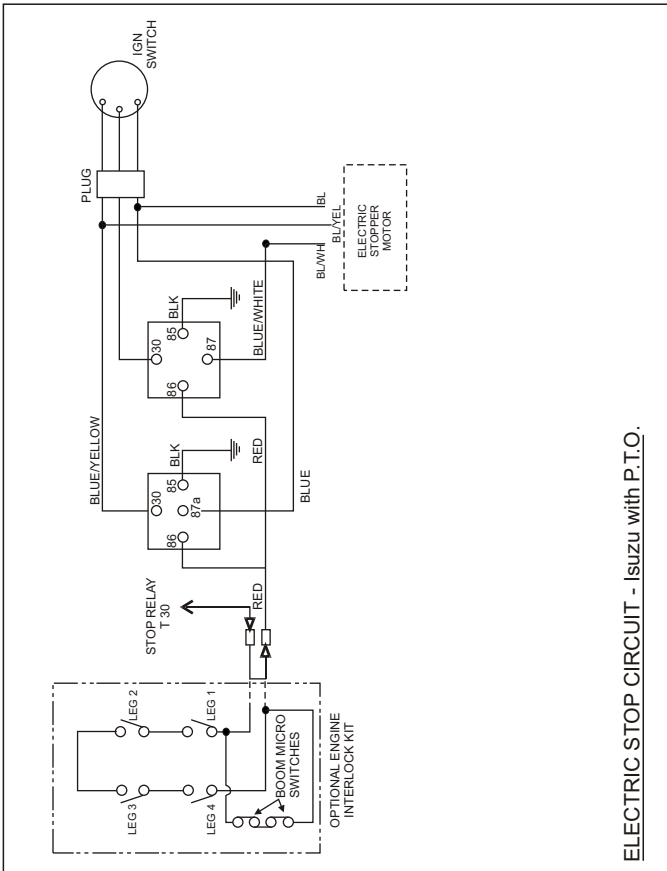 IGN
SWITCH
PLUG
BLUE/YELLOW
30
85
86
87a
BLK
30
85
86
87
BLK
BLUE/WHITE
RED
BLUE
BL
BL/YEL
BL/WH
ELECTRIC
STOPPER
MOTOR
STOP RELAY
T 30
RED
LEG 2
LEG 1
LEG 3
LEG 4
BOOM MICRO
SWITCHES
OPTIONAL ENGINE
INTERLOCK KIT
ELECTRIC STOP CIRCUIT - Isuzu with P.T.O.